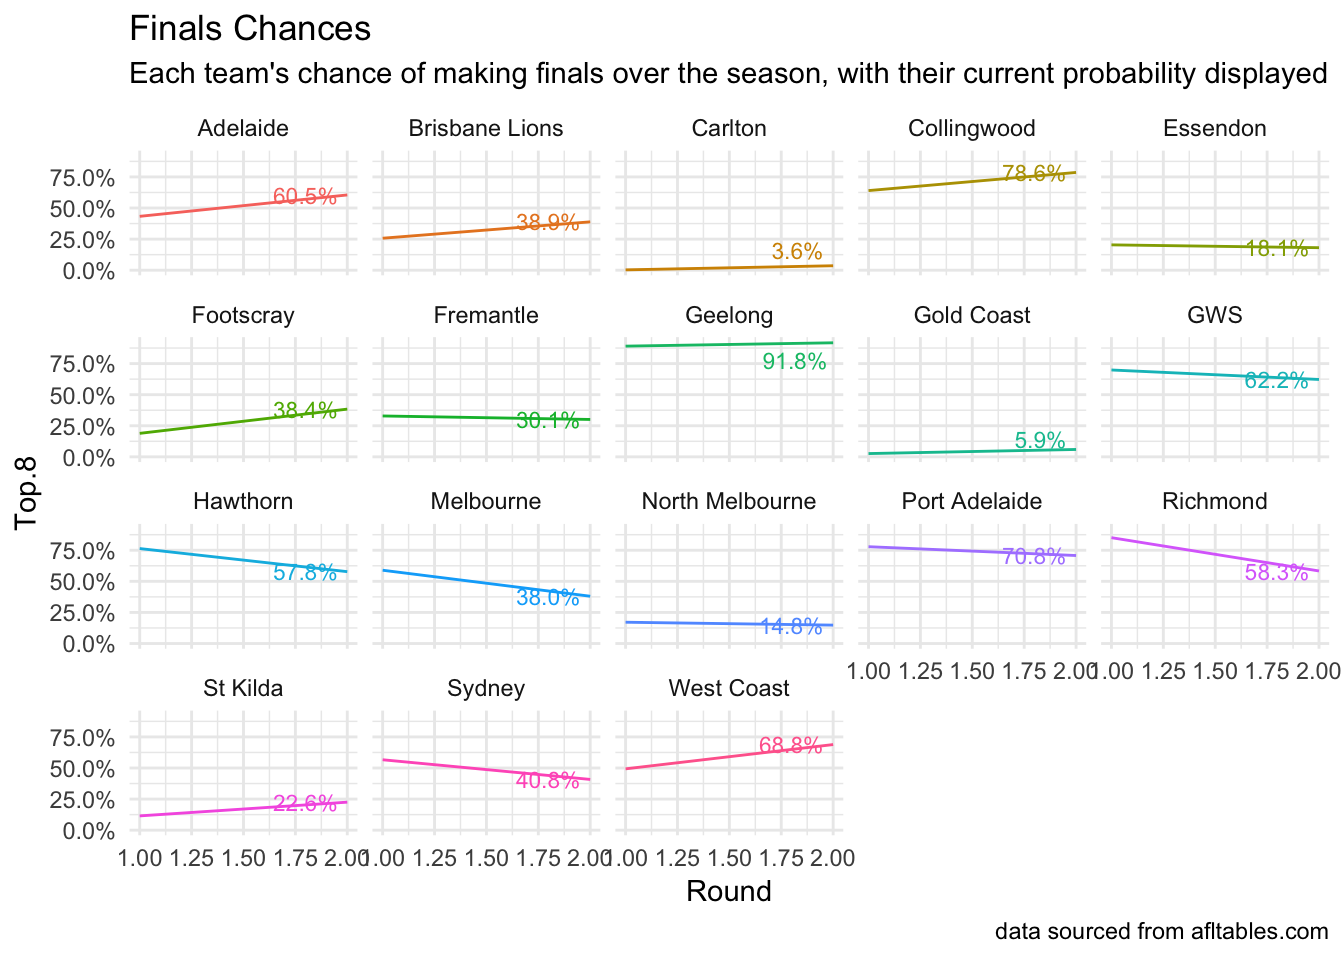 Finals Chances
Each team's chance of making finals over the season, with their current probability displayed
Adelaide Brisbane Lions Carlton Collingwood Essendon
75.0%
50.0%
25.0%
0.0%
60.5% 38.9% 3.6% 78.6% 18.1%
Footscray Fremantle Geelong Gold Coast GWS
75.0%
50.0%
25.0%
0.0%
38.4% 30.1% 91.8% 5.9% 62.2%
Top.8
Hawthorn Melbourne North Melbourne Port Adelaide Richmond
75.0%
50.0%
25.0%
0.0%
57.8% 38.0% 14.8% 70.8% 58.3%
1.00 1.25 1.50 1.75 2.00 1.00 1.25 1.50 1.75 2.00
St Kilda Sydney West Coast
75.0%
50.0%
25.0%
0.0%
22.6% 40.8% 68.8%
1.00 1.25 1.50 1.75 2.00 1.00 1.25 1.50 1.75 2.00 1.00 1.25 1.50 1.75 2.00
Round
data sourced from afltables.com